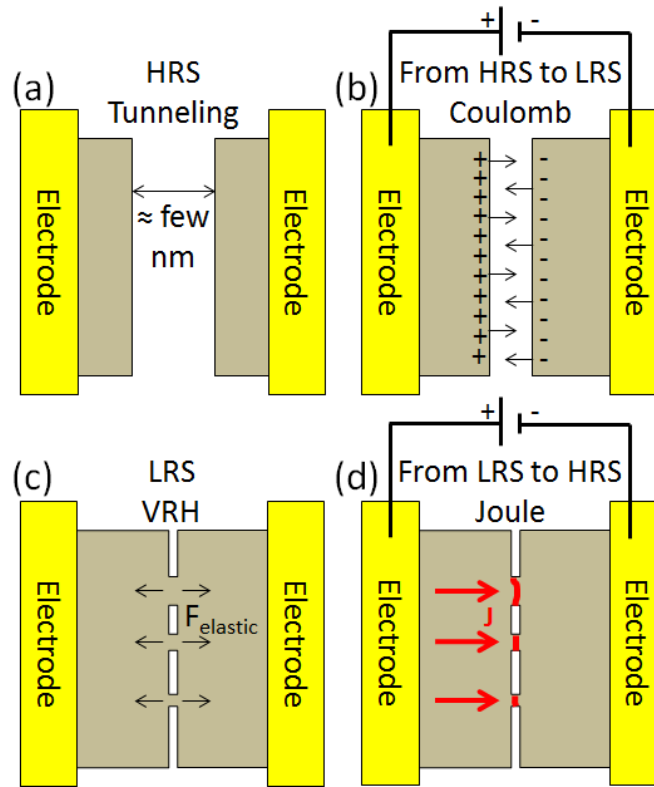 (a)
HRS
Tunneling
Electrode
≈ few
nm
Electrode
+ -
(b)
From HRS to LRS
Coulomb
Electrode
+ -
+ -
+ -
+ -
+ -
+ -
+ -
+ -
+ -
+ -
+
Electrode
(c)
LRS
VRH
Electrode
Felastic
Electrode
+ -
(d)
From LRS to HRS
Joule
Electrode
J
Electrode